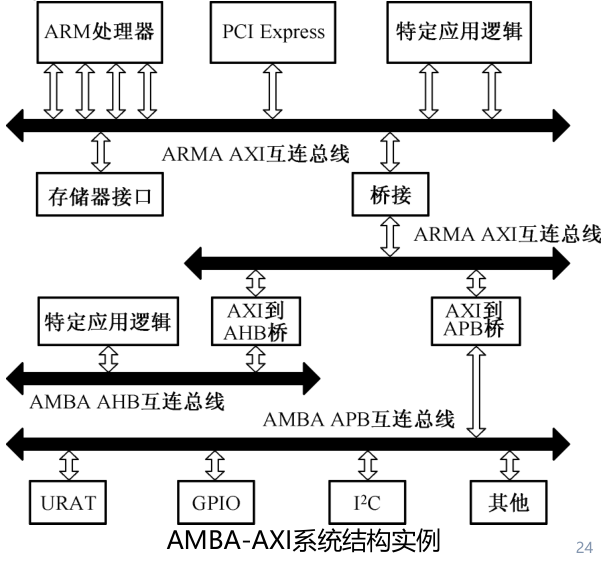 ARM处理器
PCI Express
特定应用逻辑
ARMA AXI互连总线
存储器接口
桥接
ARMA AXI互连总线
特定应用逻辑
AXI到
AHB桥
AXI到
APB桥
AMBA AHB互连总线
AMBA APB互连总线
URAT
GPIO
I²C
其他
AMBA-AXI系统结构实例
24